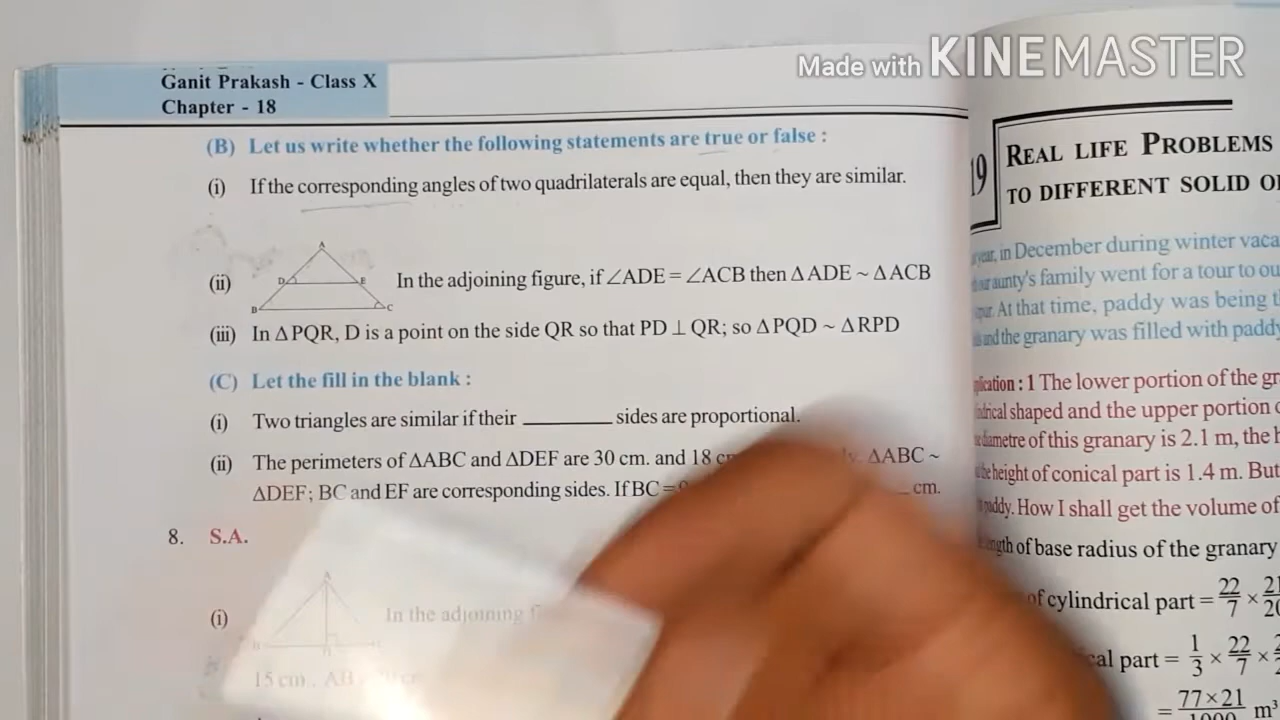 Made with KINEMASTER
Ganit Prakash - Class X
Chapter - 18
(B) Let us write whether the following statements are true or false :
(i) If the corresponding angles of two quadrilaterals are equal, then they are similar.
A
D E
B C
(ii) In the adjoining figure, if ∠ADE = ∠ACB then ΔADE ~ ΔACB
(iii) In ΔPQR, D is a point on the side QR so that PD ⊥ QR; so ΔPQD ~ ΔRPD
(C) Let the fill in the blank :
(i) Two triangles are similar if their ________ sides are proportional.
(ii) The perimeters of ΔABC and ΔDEF are 30 cm. and 18 ΔABC ~
ΔDEF; BC and EF are corresponding sides. If BC = cm.
8. S.A.
A
(i) In the adjoining
15 cm., AB
19 REAL LIFE PROBLEMS
TO DIFFERENT SOLID
year, in December during winter
aunty's family went for a tour to
At that time, paddy was being
and the granary was filled with paddy
: 1 The lower portion of the
shaped and the upper portion
diametre of this granary is 2.1 m, the
the height of conical part is 1.4 m. But
paddy. How I shall get the volume of
length of base radius of the granary
of cylindrical part = 22/7 ×
part = 1/3 × 22/7 ×
= 77×21 m³